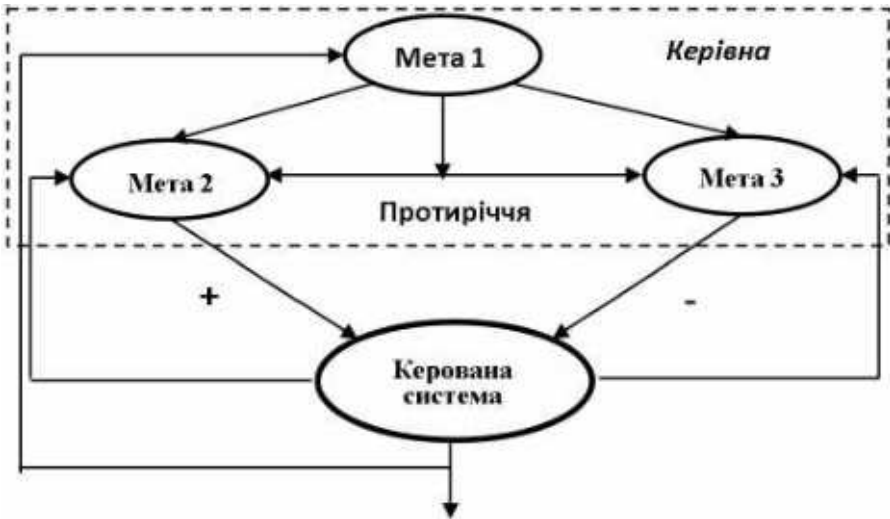 Мета 1
Керівна
Мета 2
Мета 3
Протиріччя
+
-
Керована
система